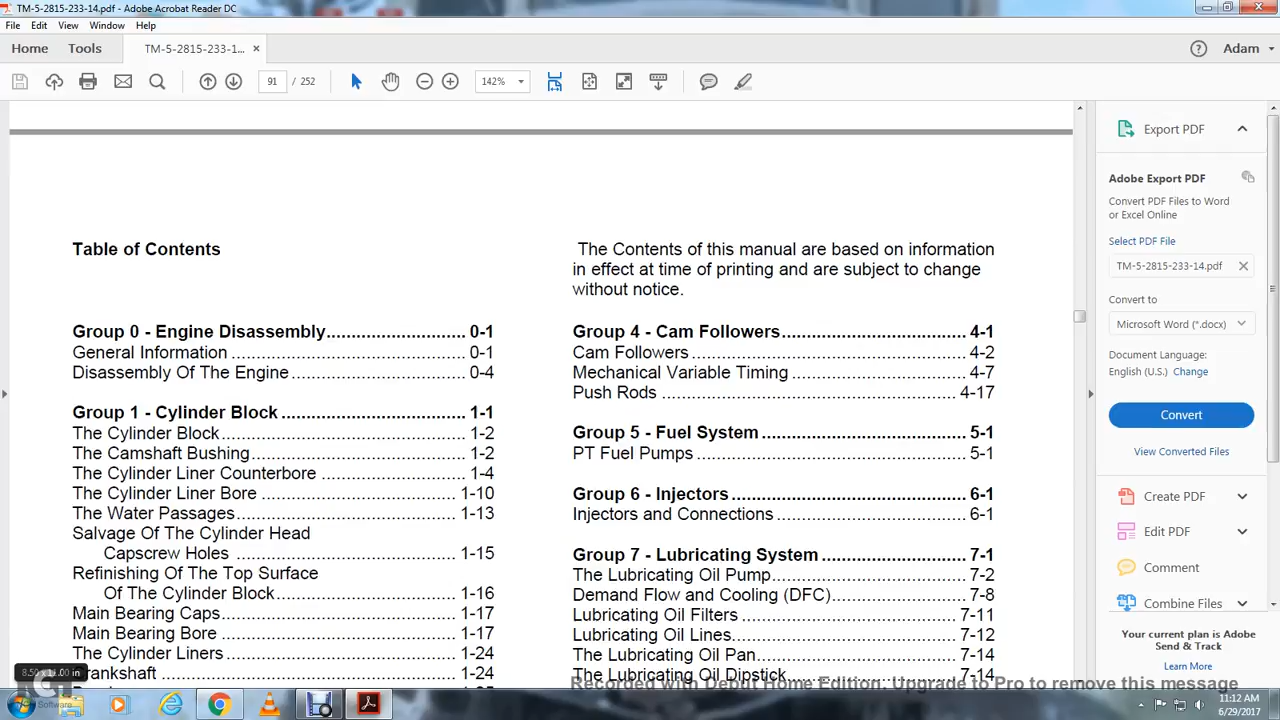 TM-5-2815-233-14.pdf - Adobe Acrobat Reader DC
File Edit View Window Help
Home Tools TM-5-2815-233-1... × Adam
91 / 252 142%
Table of Contents
Group 0 - Engine Disassembly.................................. 0-1
General Information .................................................. 0-1
Disassembly Of The Engine....................................... 0-4
Group 1 - Cylinder Block .......................................... 1-1
The Cylinder Block..................................................... 1-2
The Camshaft Bushing............................................... 1-2
The Cylinder Liner Counterbore ................................. 1-4
The Cylinder Liner Bore ........................................... 1-10
The Water Passages................................................ 1-13
Salvage Of The Cylinder Head
Capscrew Holes ................................................. 1-15
Refinishing Of The Top Surface
Of The Cylinder Block.......................................... 1-16
Main Bearing Caps................................................... 1-17
Main Bearing Bore ................................................... 1-17
The Cylinder Liners.................................................. 1-24
Crankshaft ............................................................... 1-24
The Contents of this manual are based on information
in effect at time of printing and are subject to change
without notice.
Group 4 - Cam Followers.......................................... 4-1
Cam Followers ........................................................... 4-2
Mechanical Variable Timing ....................................... 4-7
Push Rods ............................................................... 4-17
Group 5 - Fuel System .............................................. 5-1
PT Fuel Pumps ........................................................... 5-1
Group 6 - Injectors .................................................... 6-1
Injectors and Connections .......................................... 6-1
Group 7 - Lubricating System ................................... 7-1
The Lubricating Oil Pump........................................... 7-2
Demand Flow and Cooling (DFC)............................... 7-8
Lubricating Oil Filters ............................................... 7-11
Lubricating Oil Lines................................................. 7-12
The Lubricating Oil Pan............................................ 7-14
The Lubricating Oil Dipstick...................................... 7-14
Export PDF
Adobe Export PDF
Convert PDF Files to Word
or Excel Online
Select PDF File
TM-5-2815-233-14.pdf ×
Convert to
Microsoft Word (*.docx)
Document Language:
English (U.S.) Change
Convert
View Converted Files
Create PDF
Edit PDF
Comment
Combine Files
Your current plan is Adobe
Send & Track
Learn More
8.50 x 11.00 in
Recorded with Debut Home Edition. Upgrade to Pro to remove this message
Software
11:12 AM
6/29/2017